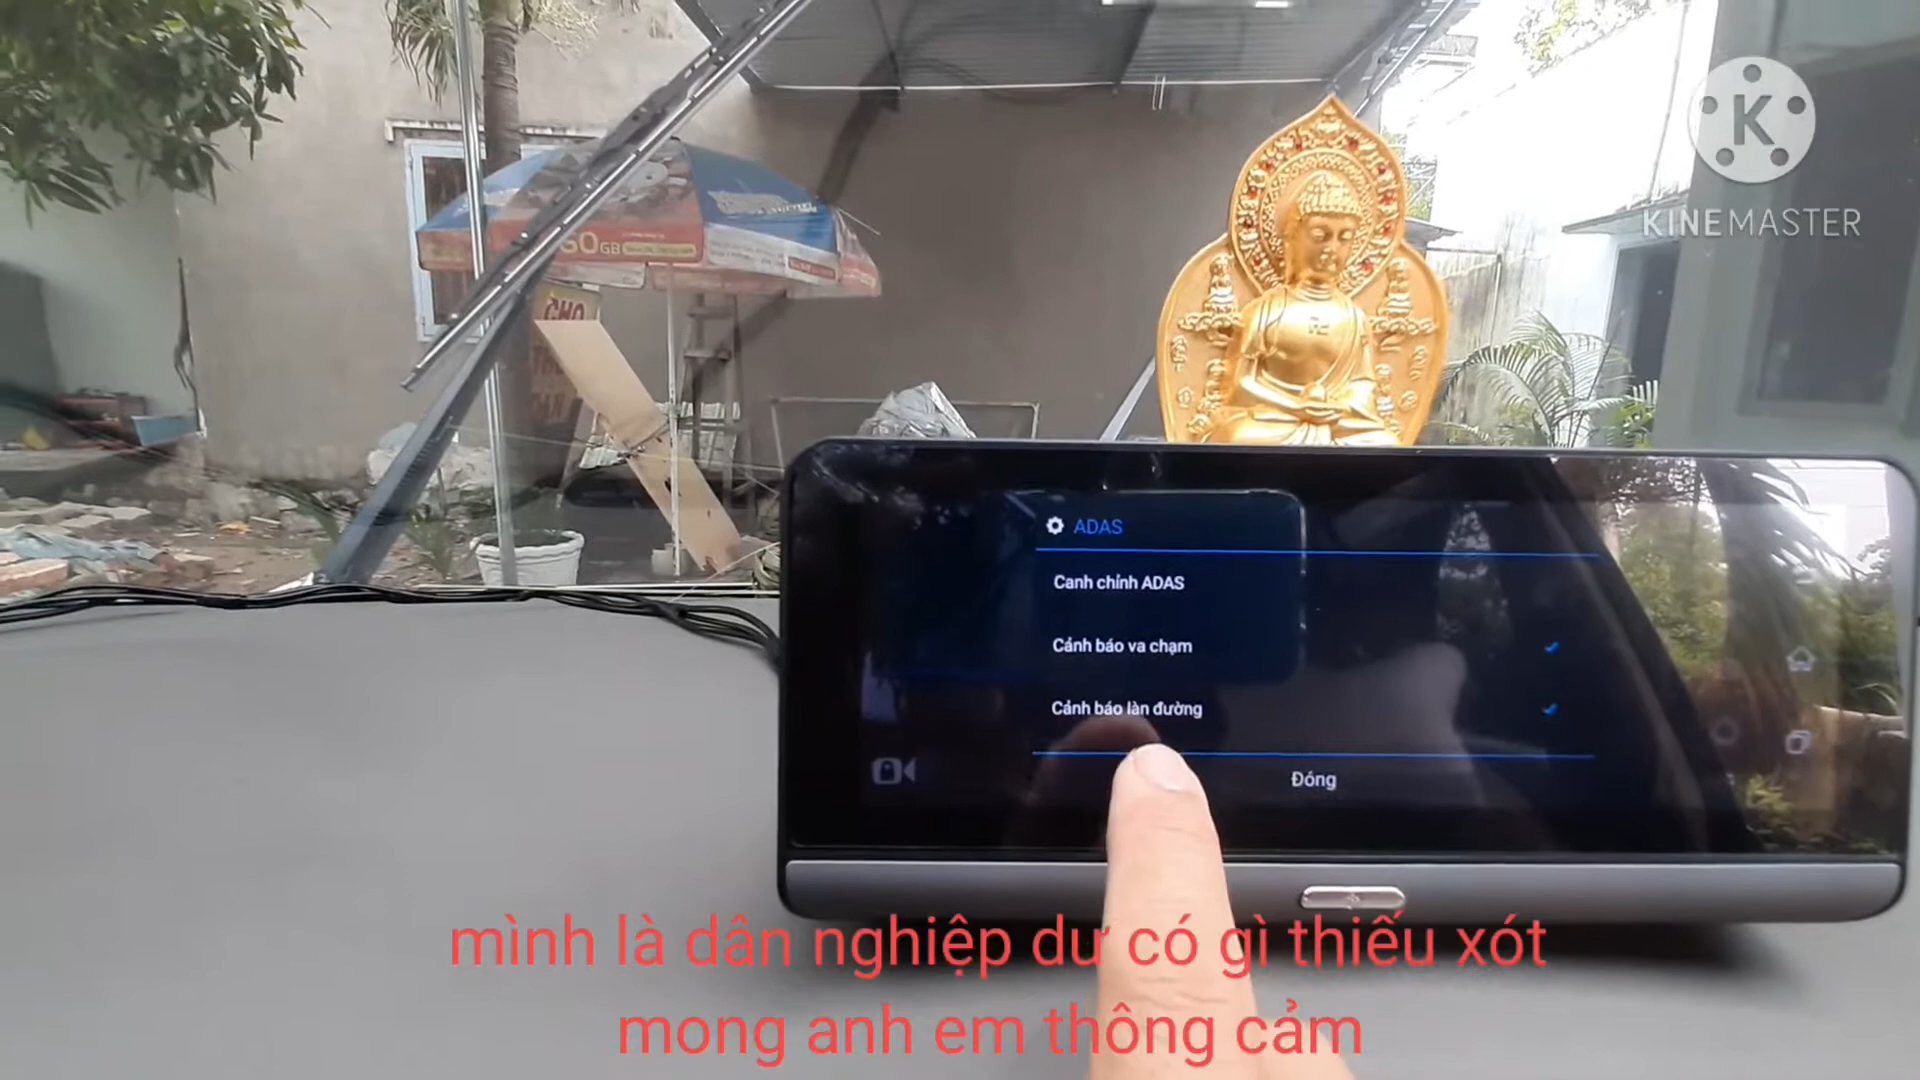 K
KINEMASTER
60GB
CHO
ADAS
Canh chỉnh ADAS
Cảnh báo va chạm
Cảnh báo làn đường
Đóng
mình là dân nghiệp dư có gì thiếu xót
mong anh em thông cảm